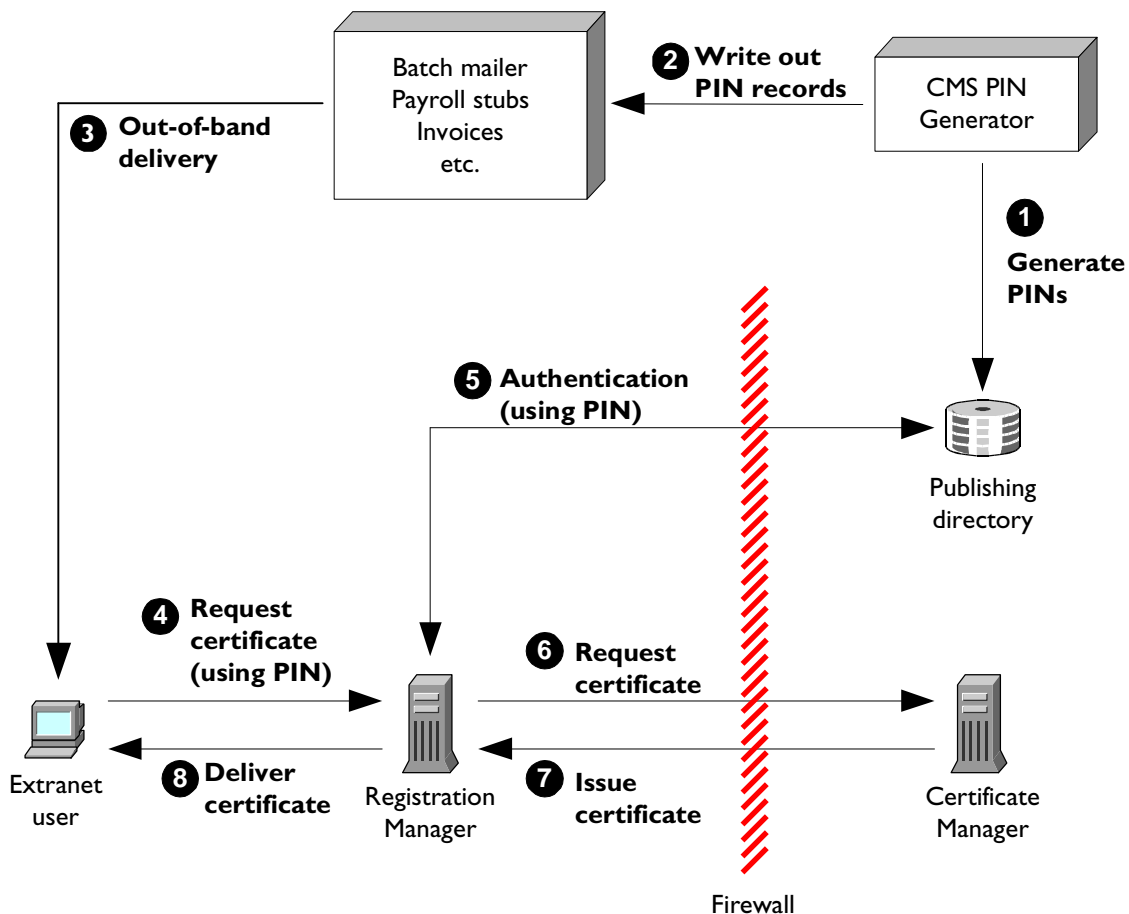 Batch mailer
Payroll stubs
Invoices
etc.
2 Write out
PIN records
CMS PIN
Generator
3 Out-of-band
delivery
1
Generate
PINs
5 Authentication
(using PIN)
Publishing
directory
4 Request
certificate
(using PIN)
6 Request
certificate
Extranet
user
8 Deliver
certificate
Registration
Manager
7 Issue
certificate
Certificate
Manager
Firewall